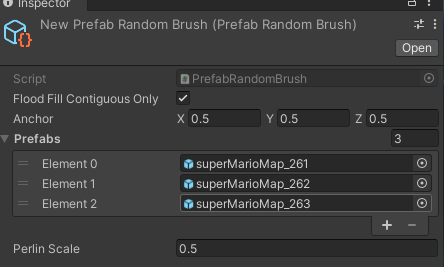 Inspector
New Prefab Random Brush (Prefab Random Brush)
Open
Script PrefabRandomBrush
Flood Fill Contiguous Only
Anchor X 0.5 Y 0.5 Z 0.5
Prefabs 3
Element 0 superMarioMap_261
Element 1 superMarioMap_262
Element 2 superMarioMap_263
+ −
Perlin Scale 0.5